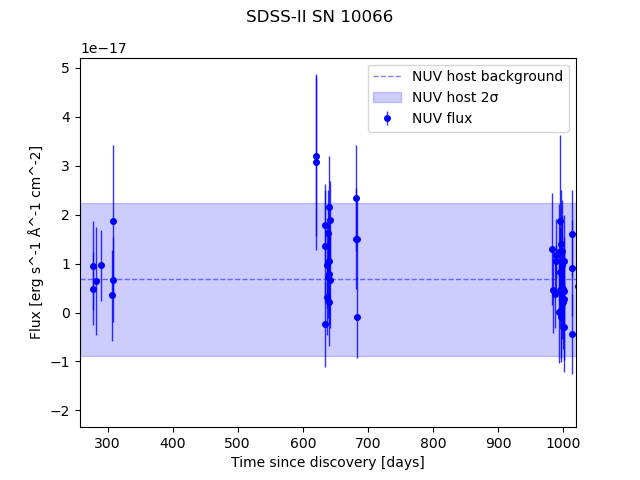 SDSS-II SN 10066
1e−17
NUV host background
NUV host 2σ
NUV flux
5
4
3
2
1
0
−1
−2
Flux [erg s^-1 Å^-1 cm^-2]
300 400 500 600 700 800 900 1000
Time since discovery [days]